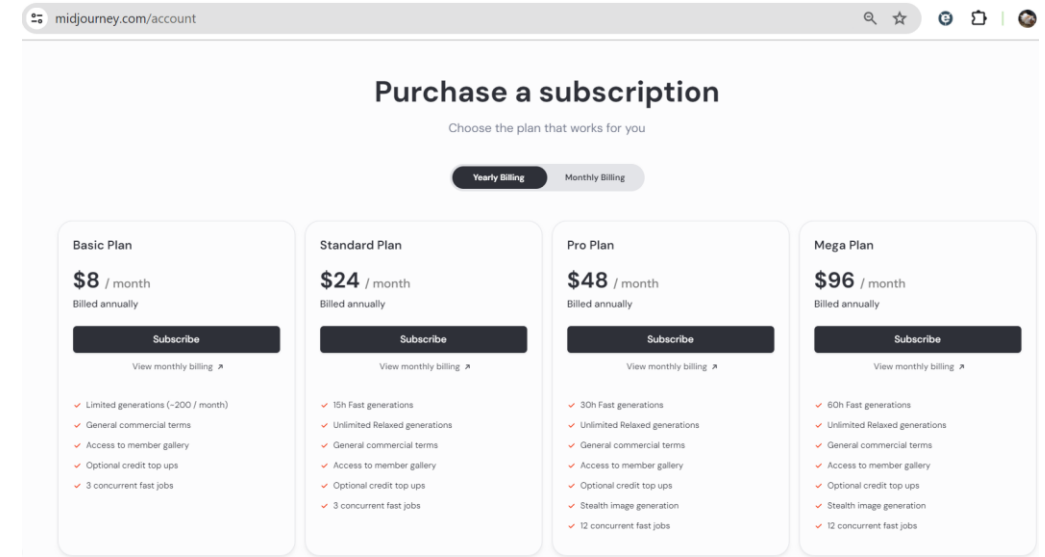 midjourney.com/account
Purchase a subscription
Choose the plan that works for you
Yearly Billing
Monthly Billing
Basic Plan
$8 / month
Billed annually
Subscribe
View monthly billing ↗
✓ Limited generations (~200 / month)
✓ General commercial terms
✓ Access to member gallery
✓ Optional credit top ups
✓ 3 concurrent fast jobs
Standard Plan
$24 / month
Billed annually
Subscribe
View monthly billing ↗
✓ 15h Fast generations
✓ Unlimited Relaxed generations
✓ General commercial terms
✓ Access to member gallery
✓ Optional credit top ups
✓ 3 concurrent fast jobs
Pro Plan
$48 / month
Billed annually
Subscribe
View monthly billing ↗
✓ 30h Fast generations
✓ Unlimited Relaxed generations
✓ General commercial terms
✓ Access to member gallery
✓ Optional credit top ups
✓ Stealth image generation
✓ 12 concurrent fast jobs
Mega Plan
$96 / month
Billed annually
Subscribe
View monthly billing ↗
✓ 60h Fast generations
✓ Unlimited Relaxed generations
✓ General commercial terms
✓ Access to member gallery
✓ Optional credit top ups
✓ Stealth image generation
✓ 12 concurrent fast jobs